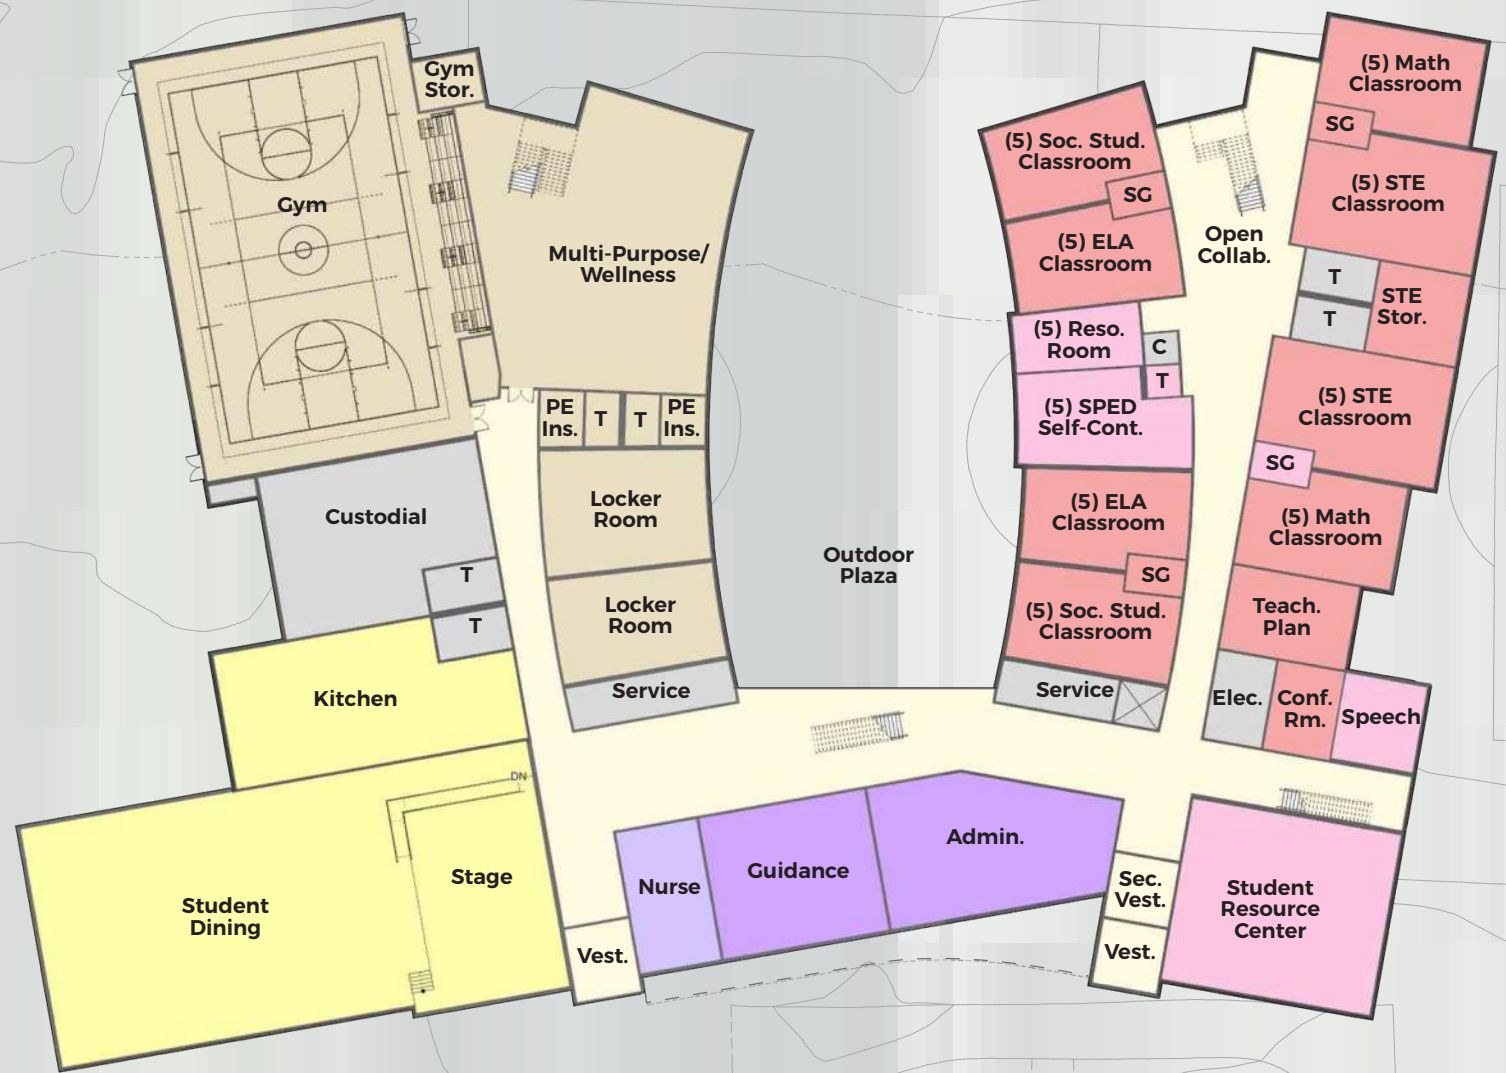 Gym
Stor.
Gym
Multi-Purpose/
Wellness
PE
Ins.
T
T
PE
Ins.
Locker
Room
Locker
Room
Service
Custodial
T
T
Kitchen
DN
Stage
Student
Dining
Vest.
Nurse
Guidance
Admin.
Outdoor
Plaza
(5) Soc. Stud.
Classroom
SG
(5) ELA
Classroom
(5) Reso.
Room
C
T
(5) SPED
Self-Cont.
(5) ELA
Classroom
SG
(5) Soc. Stud.
Classroom
Service
Open
Collab.
(5) Math
Classroom
SG
(5) STE
Classroom
T
T
STE
Stor.
(5) STE
Classroom
SG
(5) Math
Classroom
Teach.
Plan
Elec.
Conf.
Rm.
Speech
Sec.
Vest.
Vest.
Student
Resource
Center